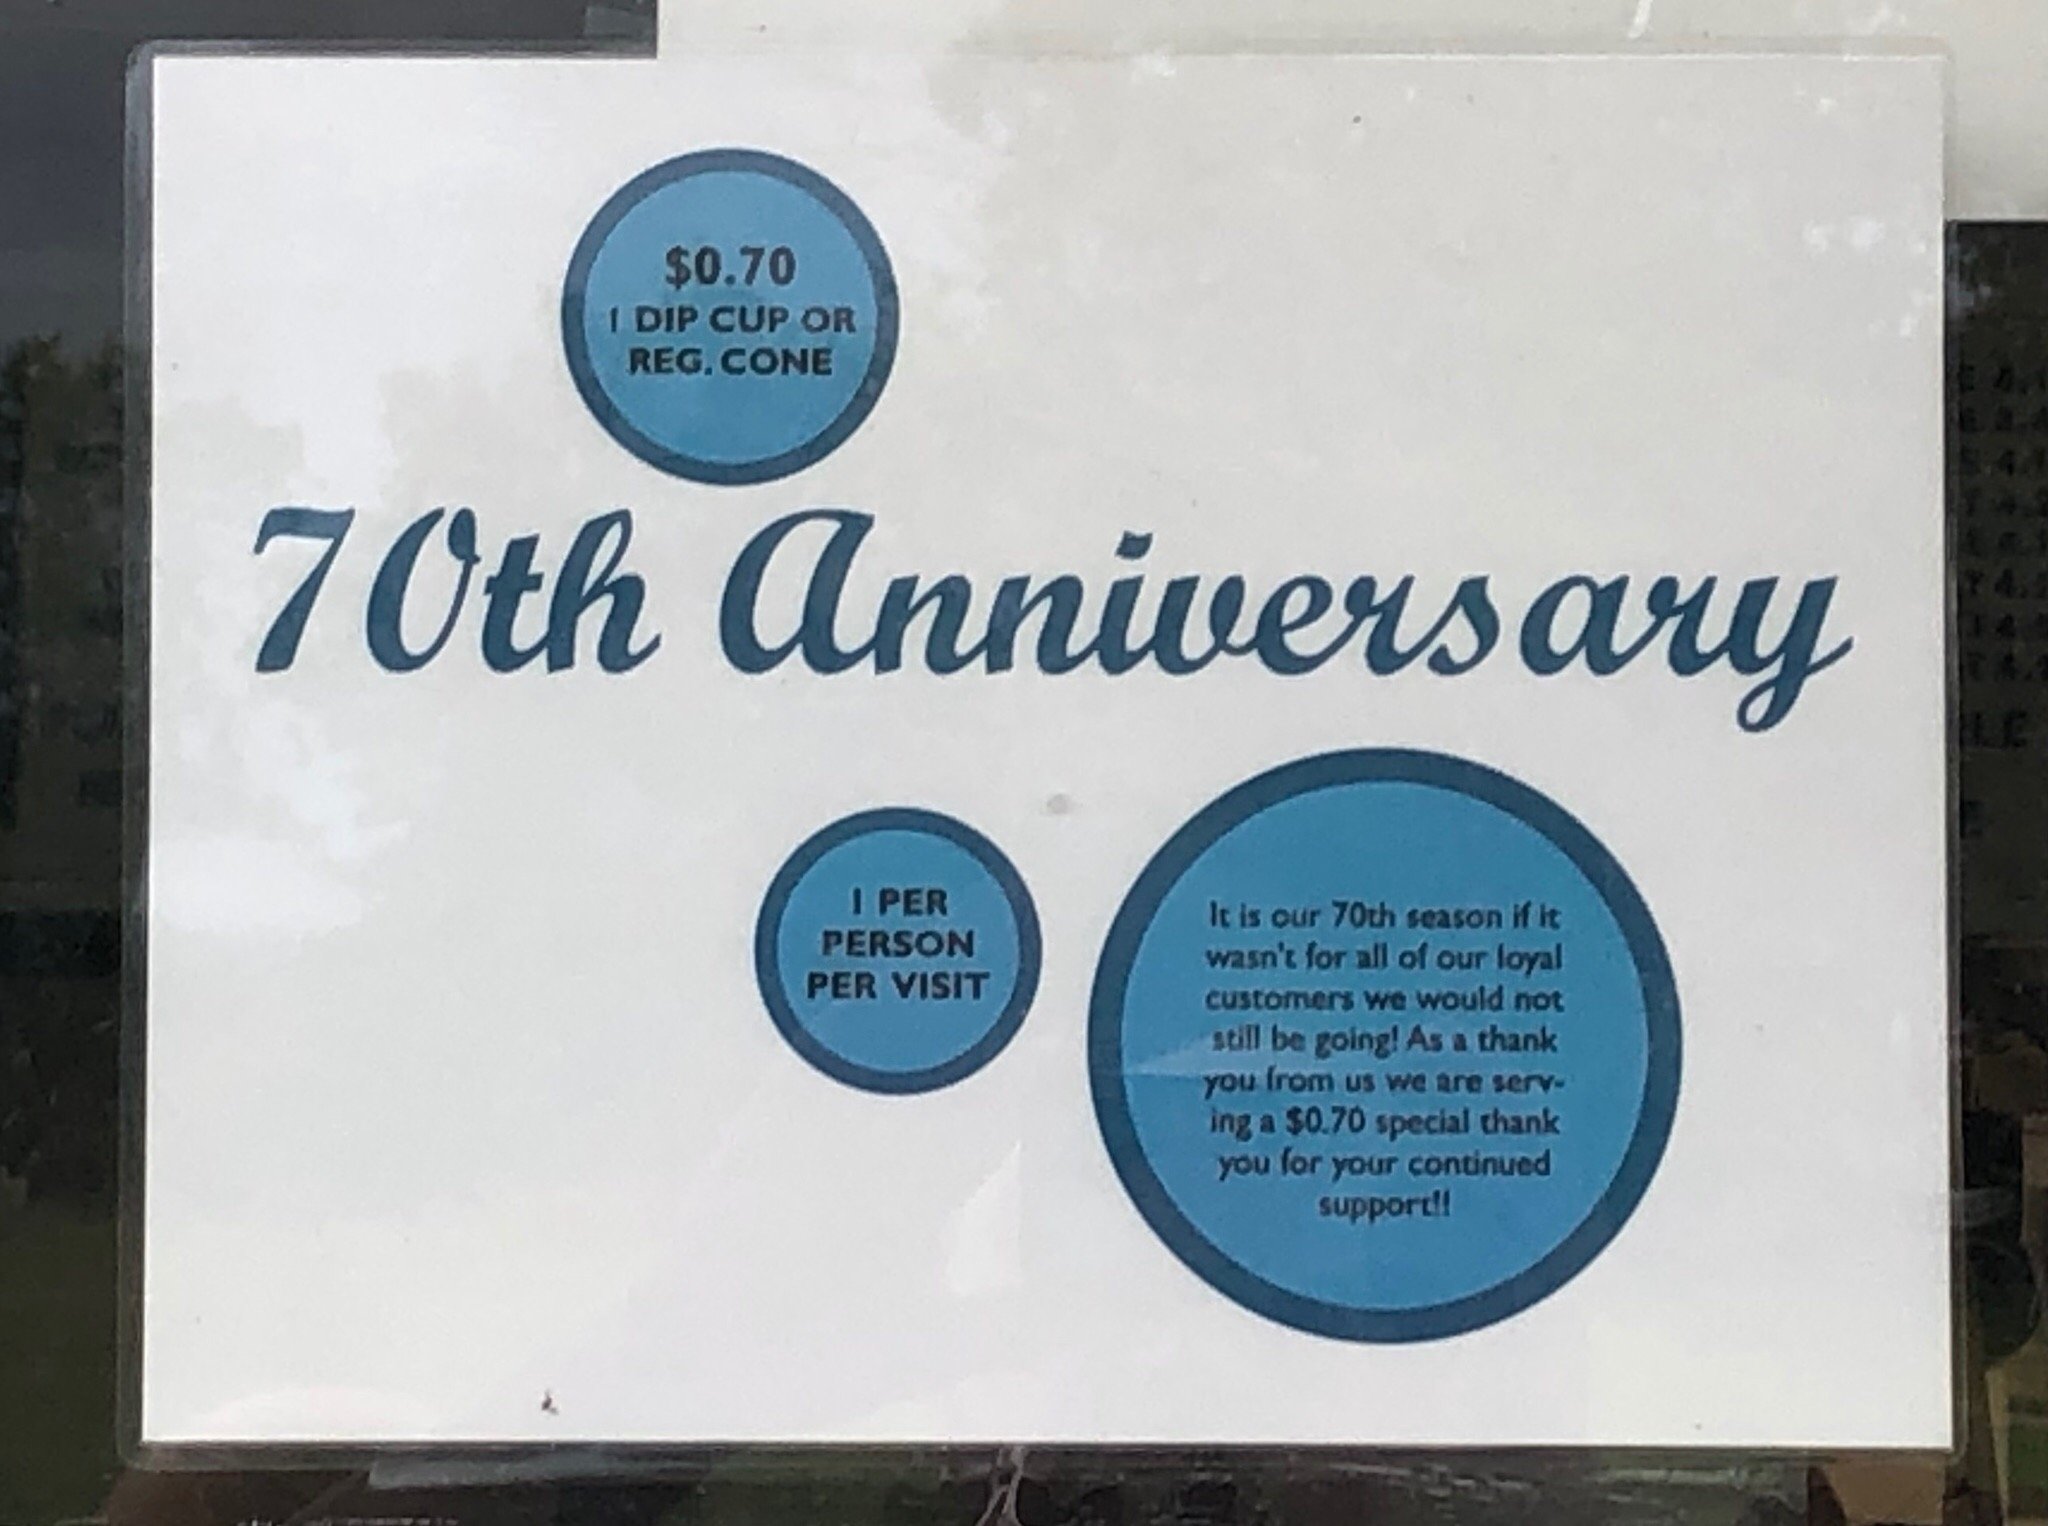 $0.70
1 DIP CUP OR
REG. CONE
70th Anniversary
1 PER
PERSON
PER VISIT
It is our 70th season if it
wasn't for all of our loyal
customers we would not
still be going! As a thank
you from us we are serv-
ing a $0.70 special thank
you for your continued
support!!